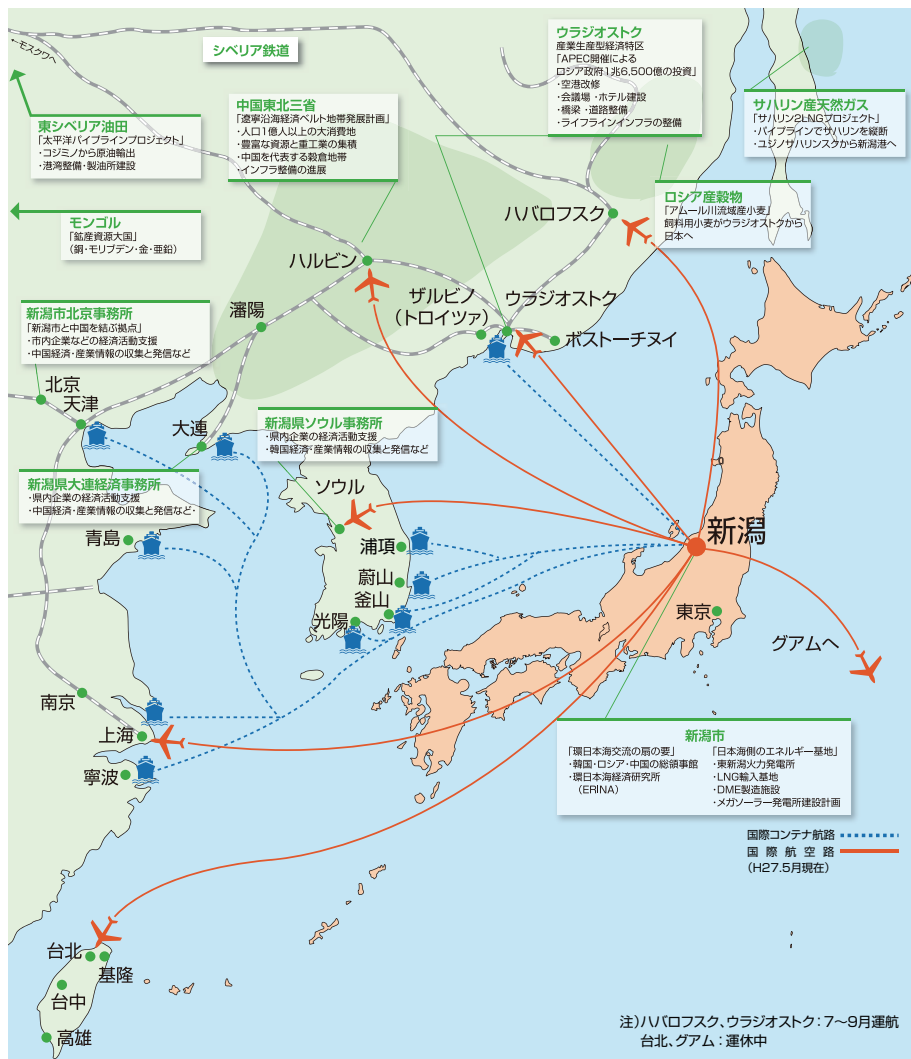 ←モスクワへ
シベリア鉄道
ウラジオストク
産業生産型経済特区
「APEC開催による
ロシア政府1兆6,500億の投資」
・空港改修
・会議場・ホテル建設
・橋梁・道路整備
・ライフラインインフラの整備
サハリン産天然ガス
「サハリン2LNGプロジェクト」
・パイプラインでサハリンを縦断
・ユジノサハリンスクから新潟港へ
中国東北三省
「遼寧沿海経済ベルト地帯発展計画」
・人口1億人以上の大消費地
・豊富な資源と重工業の集積
・中国を代表する穀倉地帯
・インフラ整備の進展
東シベリア油田
「太平洋パイプラインプロジェクト」
・コジミノから原油輸出
・港湾整備・製油所建設
ロシア産穀物
「アムール川流域産小麦」
飼料用小麦がウラジオストクから
日本へ
モンゴル
「鉱産資源大国」
（銅・モリブデン・金・亜鉛）
ハバロフスク
ハルビン
ザルビノ
（トロイツァ）
ウラジオストク
ボストーチヌイ
瀋陽
新潟市北京事務所
「新潟市と中国を結ぶ拠点」
・市内企業などの経済活動支援
・中国経済・産業情報の収集と発信など
北京
天津
大連
新潟県ソウル事務所
・県内企業の経済活動支援
・韓国経済・産業情報の収集と発信など
新潟県大連経済事務所
・県内企業の経済活動支援
・中国経済・産業情報の収集と発信など・
ソウル
青島
浦項
蔚山
釜山
光陽
新潟
東京
グアムへ
南京
上海
寧波
新潟市
「環日本海交流の扇の要」
・韓国・ロシア・中国の総領事館
・環日本海経済研究所
（ERINA）
「日本海側のエネルギー基地」
・東新潟火力発電所
・LNG輸入基地
・DME製造施設
・メガソーラー発電所建設計画
国際コンテナ航路
国際航空路
（H27.5月現在）
台北
基隆
台中
高雄
注）ハバロフスク、ウラジオストク：7〜9月運航
台北、グアム：運休中